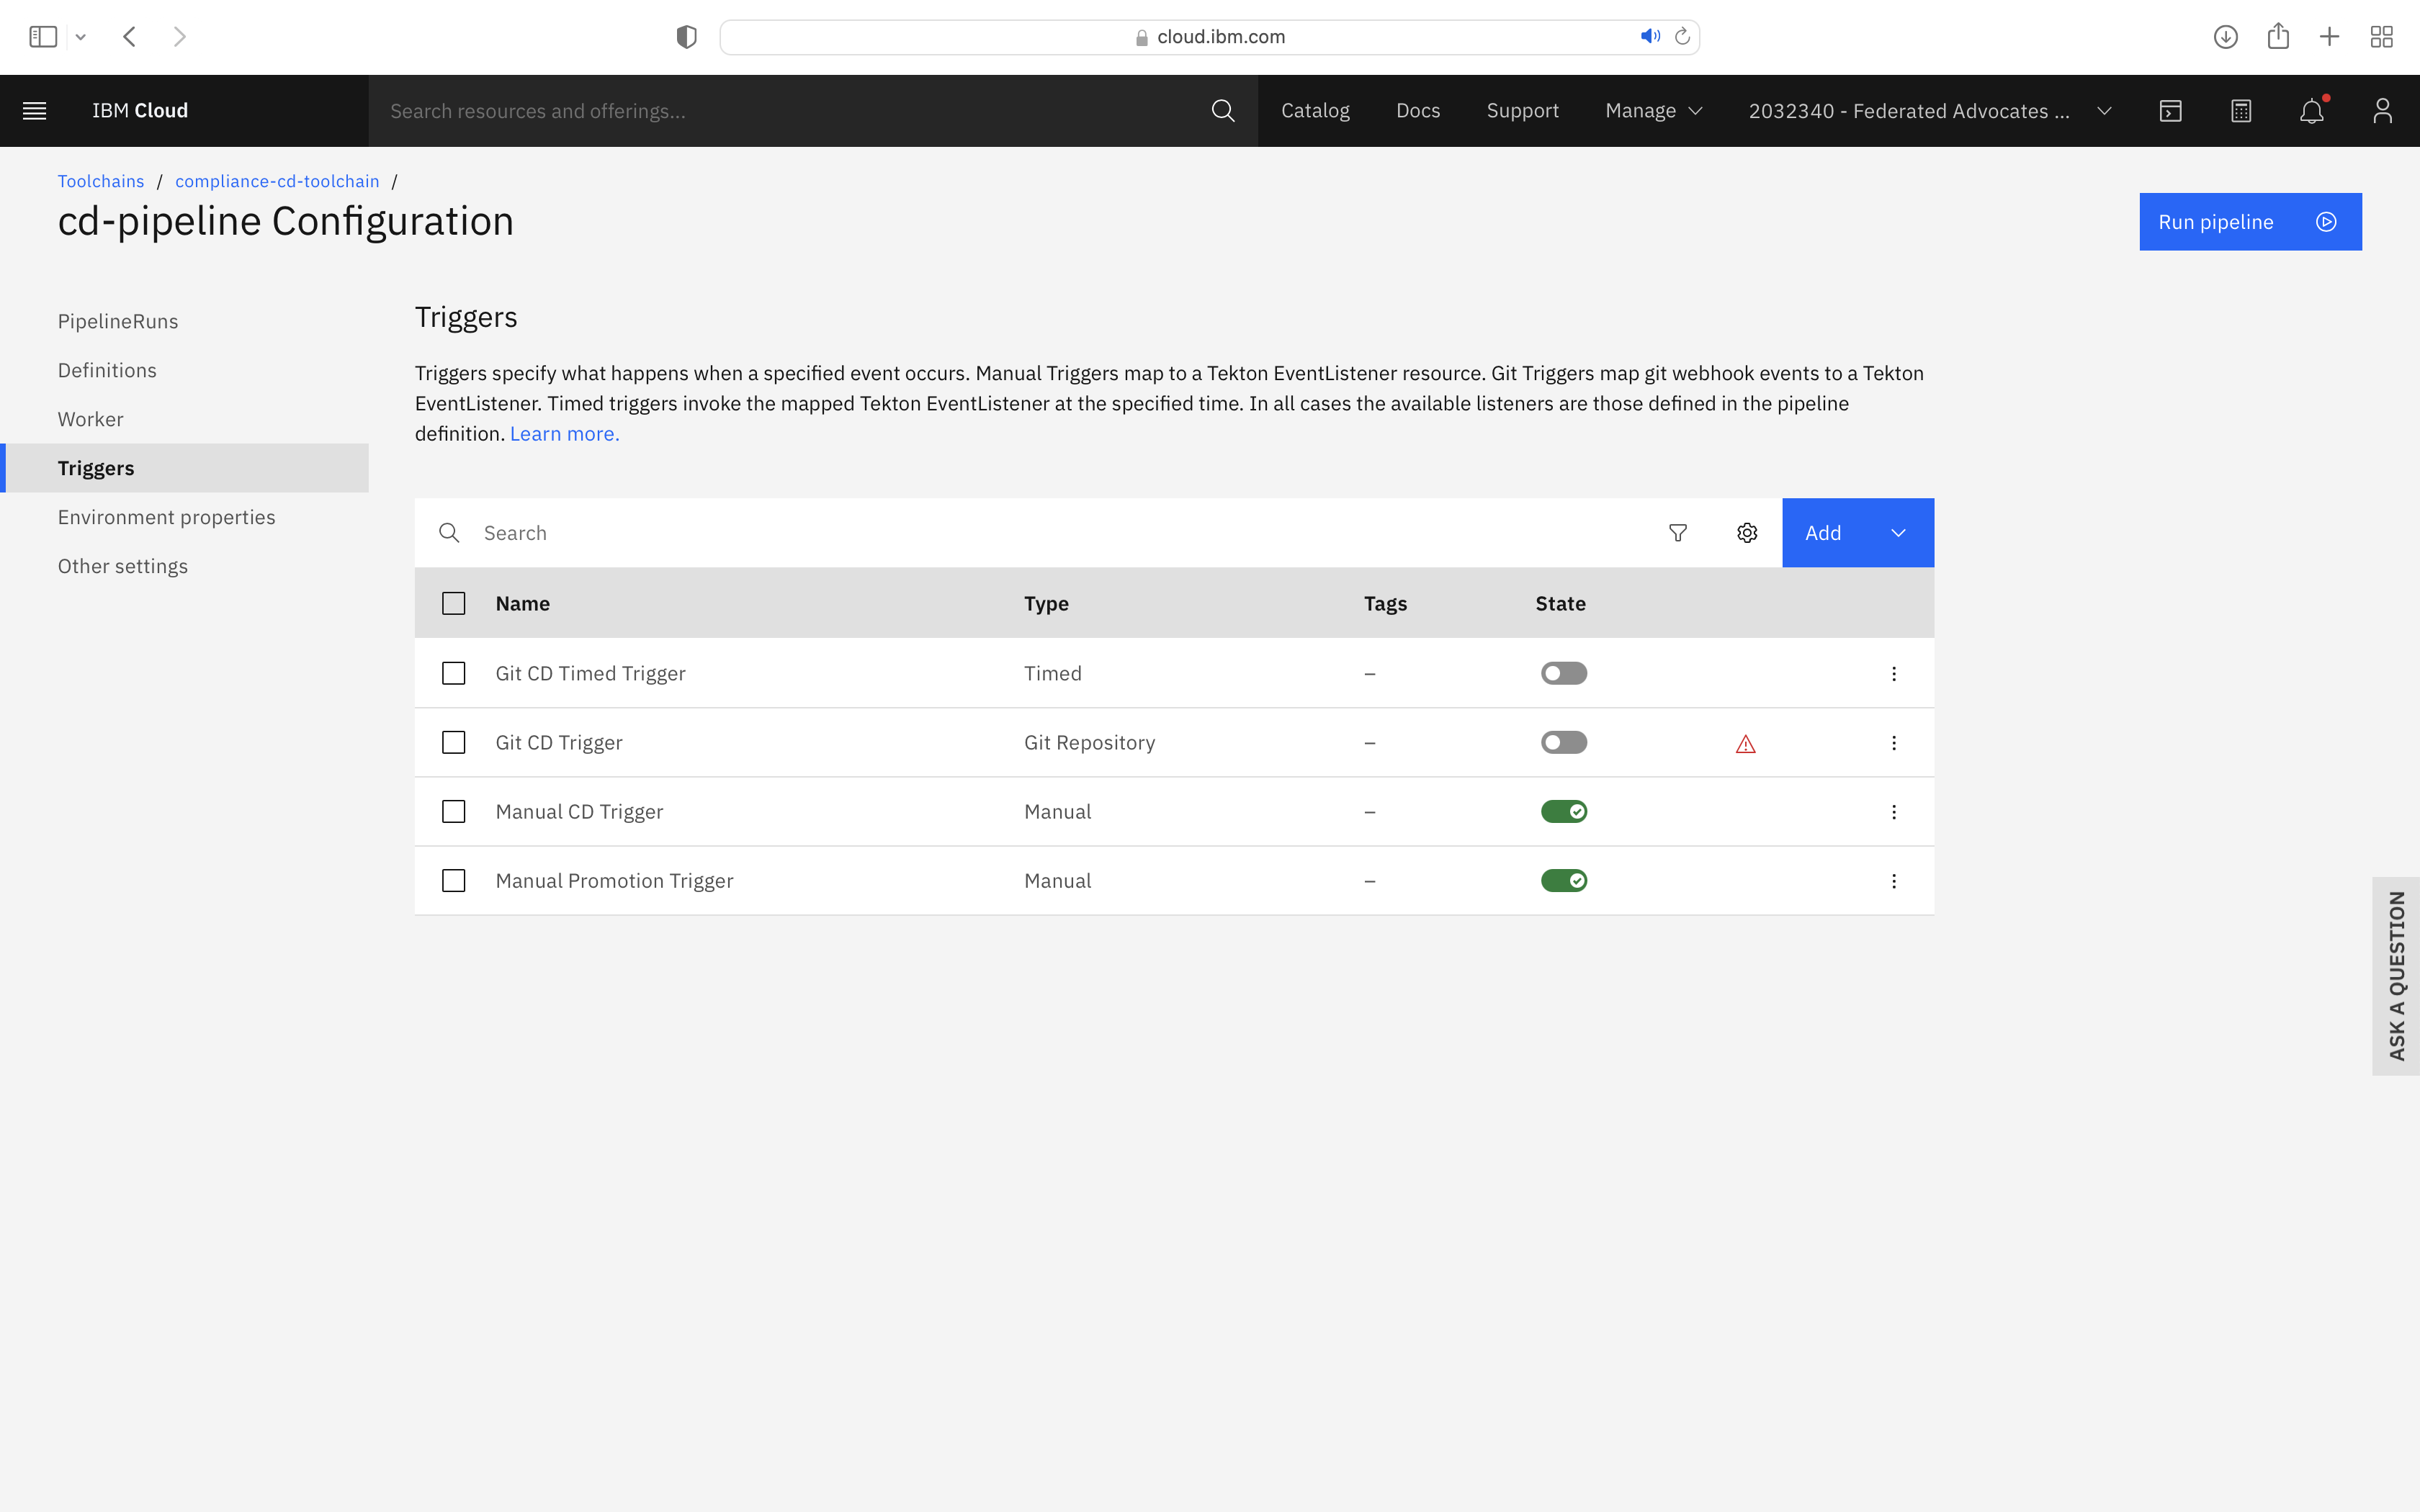 cloud.ibm.com
IBM Cloud
Search resources and offerings...
Catalog
Docs
Support
Manage
2032340 - Federated Advocates ...
Toolchains / compliance-cd-toolchain /
cd-pipeline Configuration
Run pipeline
PipelineRuns
Definitions
Worker
Triggers
Environment properties
Other settings
Triggers
Triggers specify what happens when a specified event occurs. Manual Triggers map to a Tekton EventListener resource. Git Triggers map git webhook events to a Tekton
EventListener. Timed triggers invoke the mapped Tekton EventListener at the specified time. In all cases the available listeners are those defined in the pipeline
definition. Learn more.
Search
Add
Name Type Tags State
Git CD Timed Trigger Timed –
Git CD Trigger Git Repository –
Manual CD Trigger Manual –
Manual Promotion Trigger Manual –
ASK A QUESTION